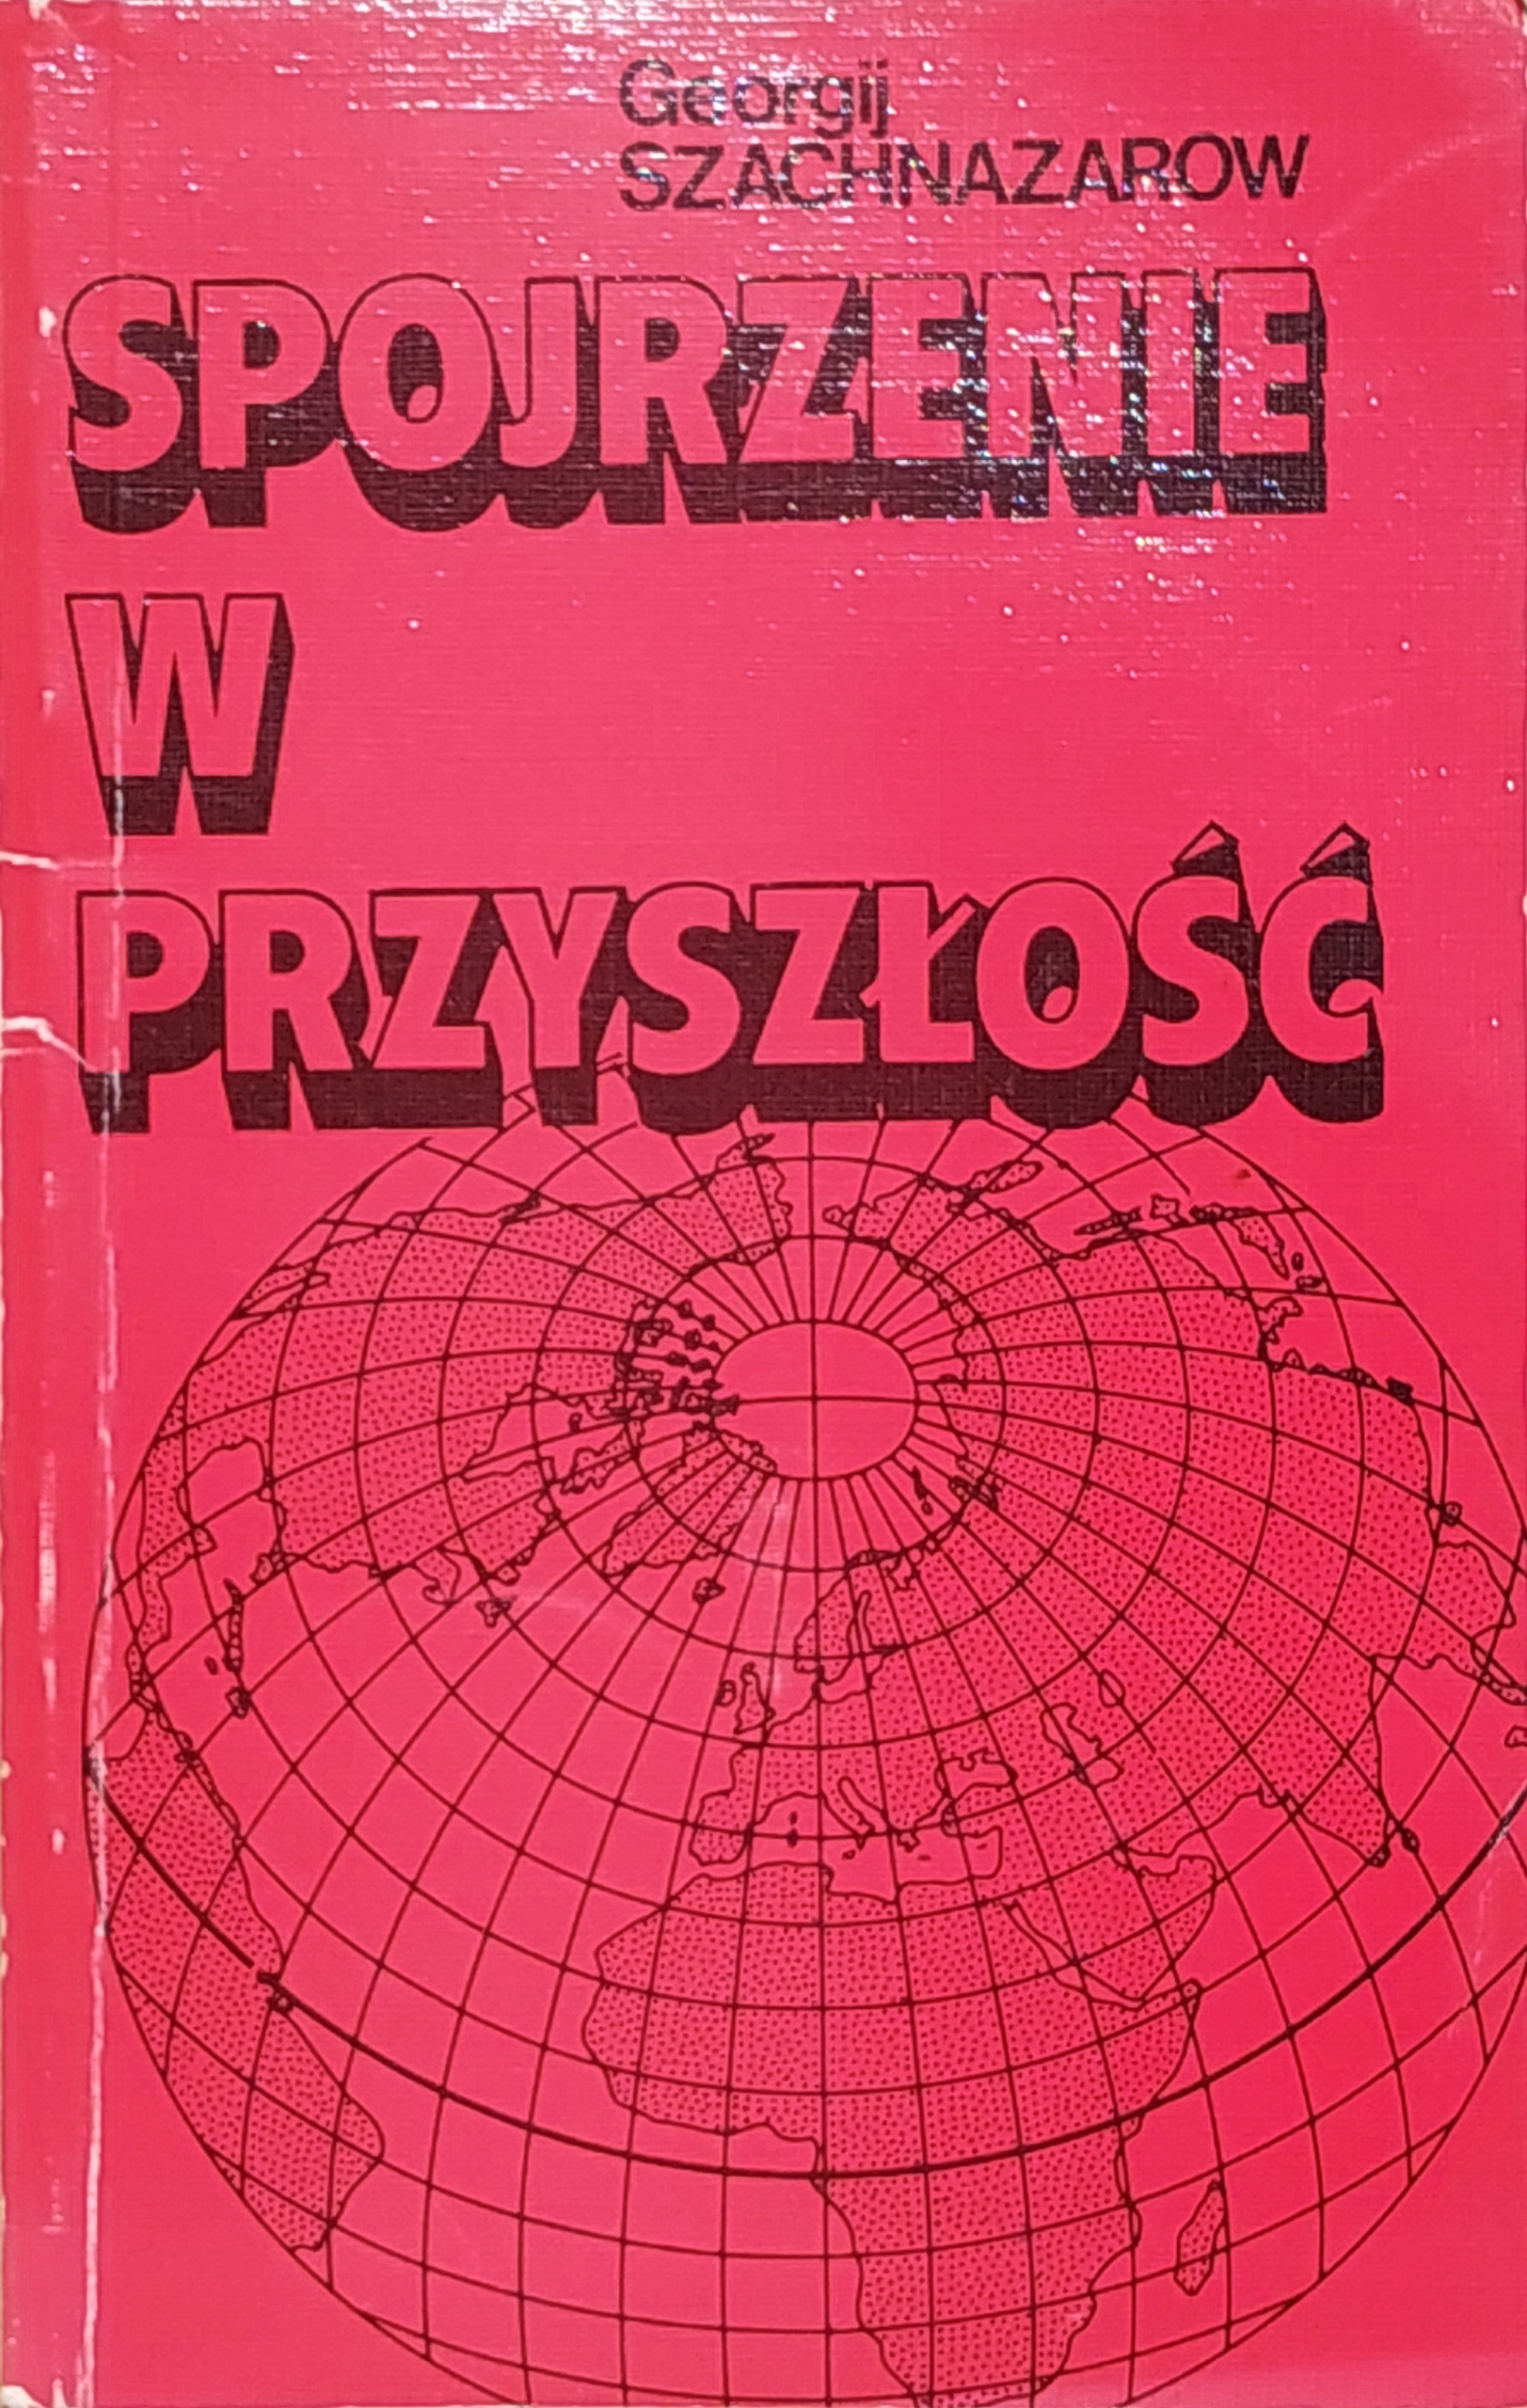 Georgij
SZACHNAZAROW
SPOJRZENIE
W
PRZYSZŁOŚĆ